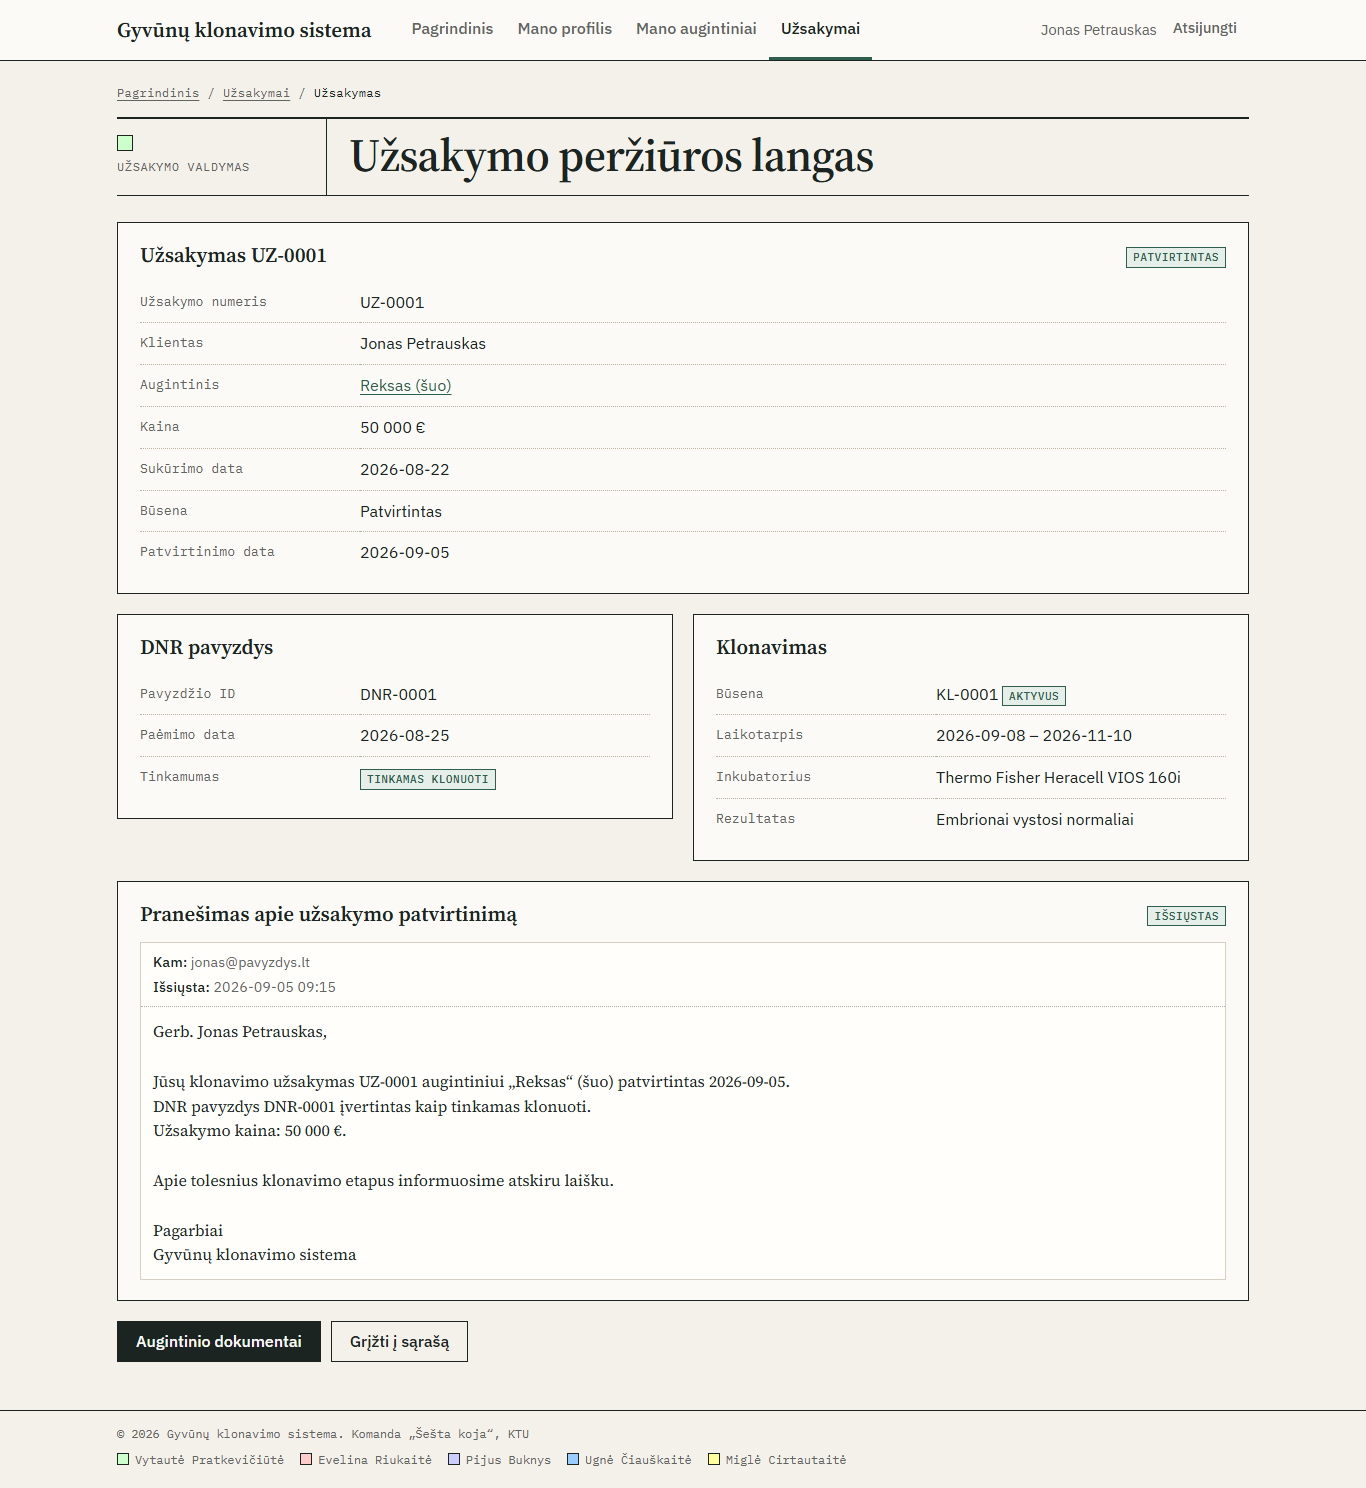 Gyvūnų klonavimo sistema Pagrindinis Mano profilis Mano augintiniai Užsakymai Jonas Petrauskas Atsijungti
Pagrindinis / Užsakymai / Užsakymas
UŽSAKYMO VALDYMAS
Užsakymo peržiūros langas
Užsakymas UZ-0001 PATVIRTINTAS
Užsakymo numeris UZ-0001
Klientas Jonas Petrauskas
Augintinis Reksas (šuo)
Kaina 50 000 €
Sukūrimo data 2026-08-22
Būsena Patvirtintas
Patvirtinimo data 2026-09-05
DNR pavyzdys
Pavyzdžio ID DNR-0001
Paėmimo data 2026-08-25
Tinkamumas TINKAMAS KLONUOTI
Klonavimas
Būsena KL-0001 AKTYVUS
Laikotarpis 2026-09-08 – 2026-11-10
Inkubatorius Thermo Fisher Heracell VIOS 160i
Rezultatas Embrionai vystosi normaliai
Pranešimas apie užsakymo patvirtinimą IŠSIŲSTAS
Kam: jonas@pavyzdys.lt
Išsiųsta: 2026-09-05 09:15
Gerb. Jonas Petrauskas,
Jūsų klonavimo užsakymas UZ-0001 augintiniui „Reksas“ (šuo) patvirtintas 2026-09-05.
DNR pavyzdys DNR-0001 įvertintas kaip tinkamas klonuoti.
Užsakymo kaina: 50 000 €.
Apie tolesnius klonavimo etapus informuosime atskiru laišku.
Pagarbiai
Gyvūnų klonavimo sistema
Augintinio dokumentai Grįžti į sąrašą
© 2026 Gyvūnų klonavimo sistema. Komanda „Šešta koja“, KTU
Vytautė Pratkevičiūtė Evelina Riukaitė Pijus Buknys Ugnė Čiauškaitė Miglė Cirtautaitė